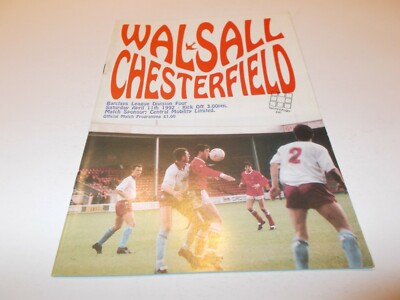 WALSALL
CHESTERFIELD
Barclays League Division Four
Saturday April 11th 1992 - Kick Off 3.00pm.
Match Sponsor: Central Mobility Limited.
Official Match Programme £1.00
2